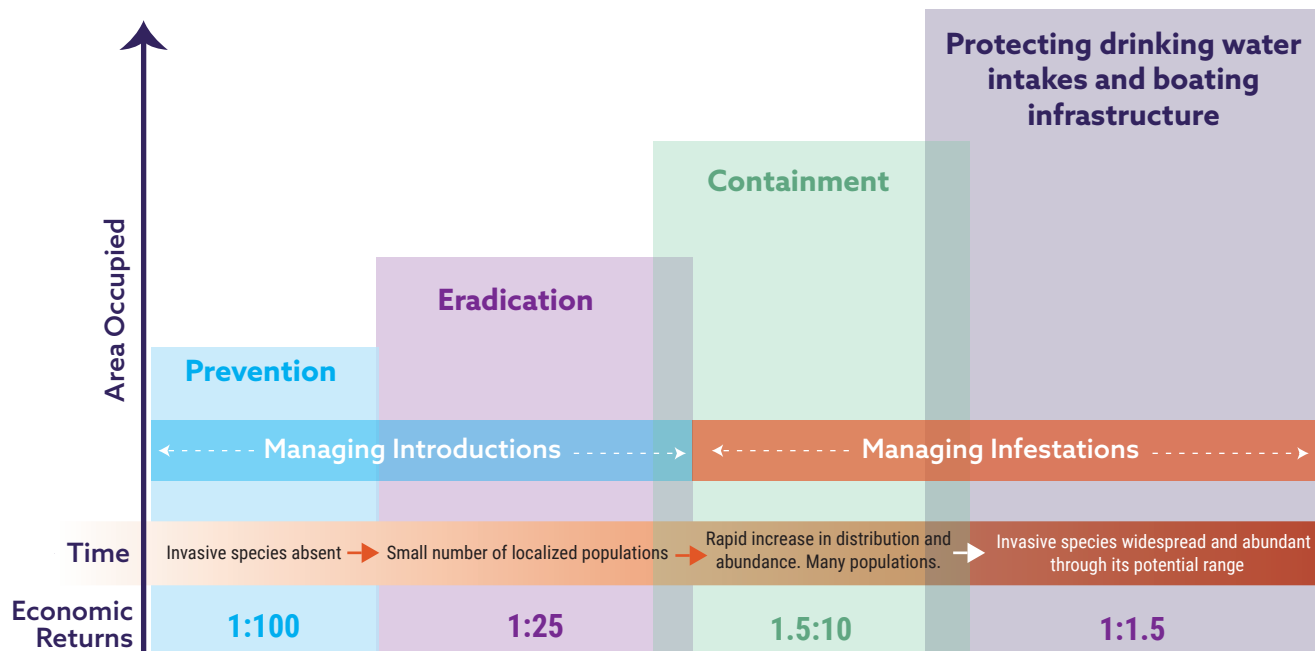 Protecting drinking water
intakes and boating
infrastructure
Containment
Eradication
Prevention
Area Occupied
Managing Introductions
Managing Infestations
Time
Invasive species absent
Small number of localized populations
Rapid increase in distribution and
abundance. Many populations.
Invasive species widespread and abundant
through its potential range
Economic
Returns
1:100
1:25
1.5:10
1:1.5